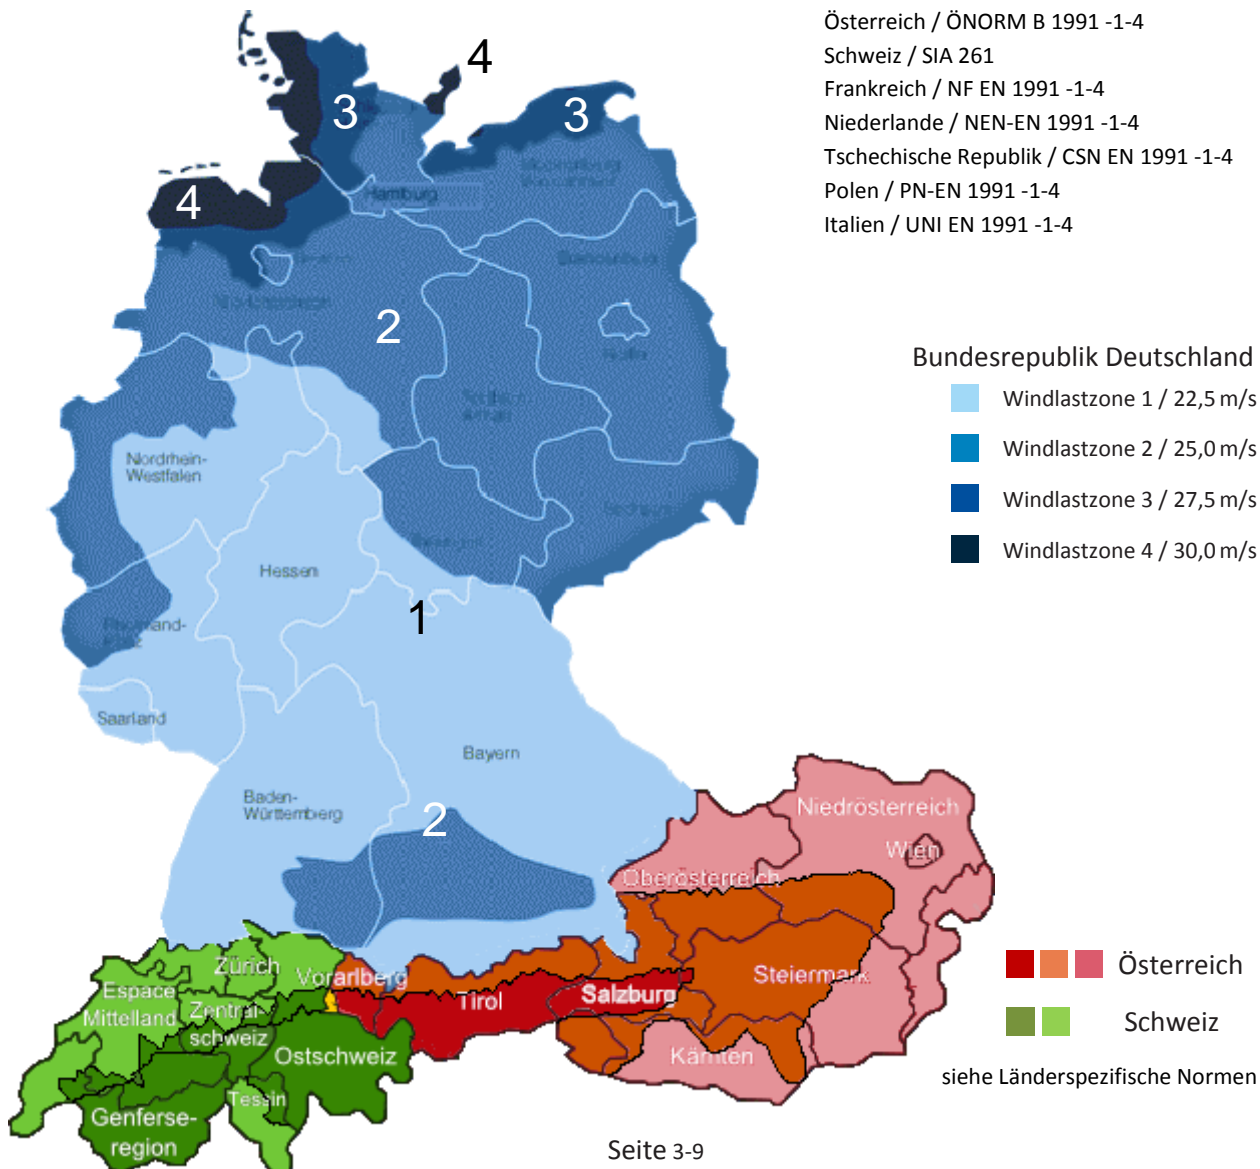 Österreich / ÖNORM B 1991 -1-4
Schweiz / SIA 261
Frankreich / NF EN 1991 -1-4
Niederlande / NEN-EN 1991 -1-4
Tschechische Republik / CSN EN 1991 -1-4
Polen / PN-EN 1991 -1-4
Italien / UNI EN 1991 -1-4
4
3
3
4
Hamburg
2
Bundesrepublik Deutschland
Windlastzone 1 / 22,5 m/s
Windlastzone 2 / 25,0 m/s
Windlastzone 3 / 27,5 m/s
Windlastzone 4 / 30,0 m/s
Nordrhein-
Westfalen
Hessen
1
Saarland
Bayern
Baden-
Württemberg
2
Niedrösterreich
Wien
Oberösterreich
Zürich
Vorarlberg
Tirol
Salzburg
Steiermark
Espace
Mittelland
Zentral-
schweiz
Ostschweiz
Kärnten
Tessin
Genferse-
region
Österreich
Schweiz
siehe Länderspezifische Normen
Seite 3-9